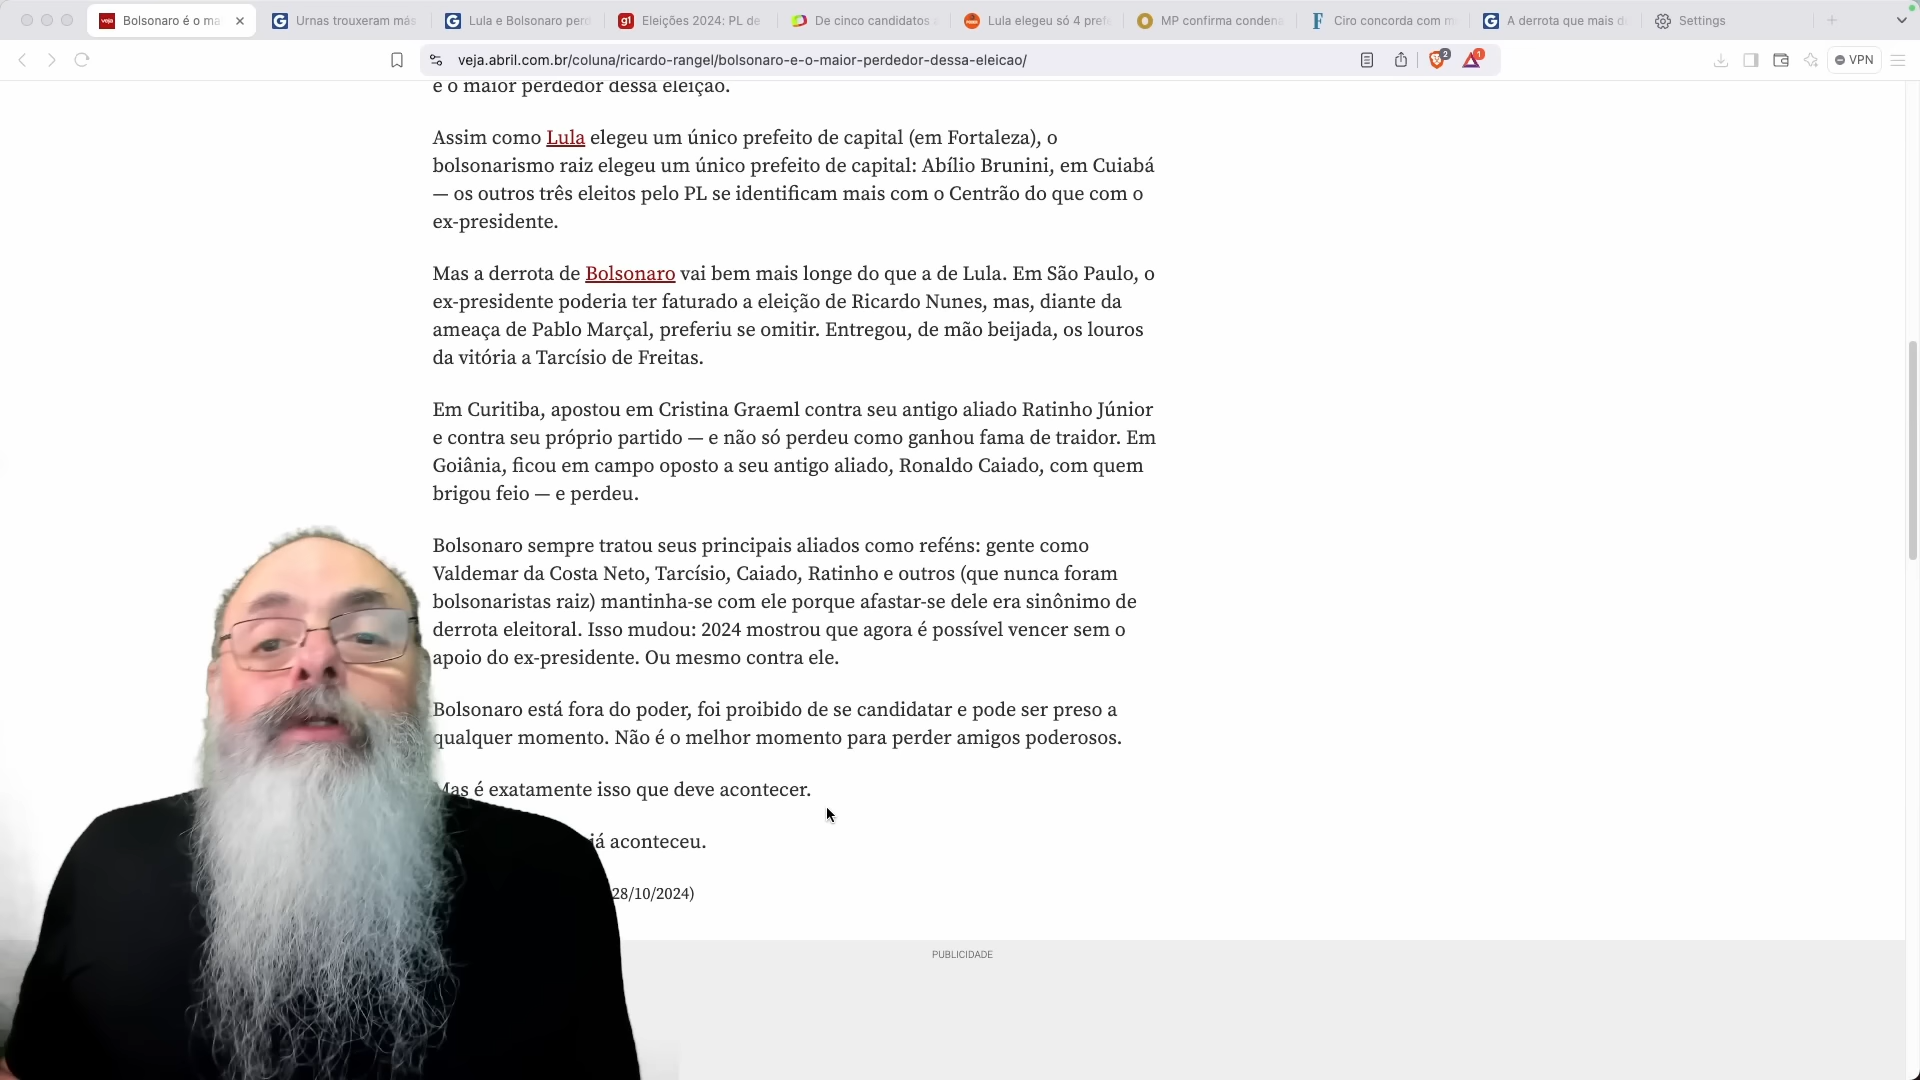 Bolsonaro é o ma
Urnas trouxeram más
Lula e Bolsonaro perd
Eleições 2024: PL de
De cinco candidatos
Lula elegeu só 4 prefe
MP confirma condena
Ciro concorda com m
A derrota que mais d
Settings
veja.abril.com.br/coluna/ricardo-rangel/bolsonaro-e-o-maior-perdedor-dessa-eleicao/
2
1
VPN
é o maior perdedor dessa eleição.
Assim como Lula elegeu um único prefeito de capital (em Fortaleza), o
bolsonarismo raiz elegeu um único prefeito de capital: Abílio Brunini, em Cuiabá
— os outros três eleitos pelo PL se identificam mais com o Centrão do que com o
ex-presidente.
Mas a derrota de Bolsonaro vai bem mais longe do que a de Lula. Em São Paulo, o
ex-presidente poderia ter faturado a eleição de Ricardo Nunes, mas, diante da
ameaça de Pablo Marçal, preferiu se omitir. Entregou, de mão beijada, os louros
da vitória a Tarcísio de Freitas.
Em Curitiba, apostou em Cristina Graeml contra seu antigo aliado Ratinho Júnior
e contra seu próprio partido — e não só perdeu como ganhou fama de traidor. Em
Goiânia, ficou em campo oposto a seu antigo aliado, Ronaldo Caiado, com quem
brigou feio — e perdeu.
Bolsonaro sempre tratou seus principais aliados como reféns: gente como
Valdemar da Costa Neto, Tarcísio, Caiado, Ratinho e outros (que nunca foram
bolsonaristas raiz) mantinha-se com ele porque afastar-se dele era sinônimo de
derrota eleitoral. Isso mudou: 2024 mostrou que agora é possível vencer sem o
apoio do ex-presidente. Ou mesmo contra ele.
Bolsonaro está fora do poder, foi proibido de se candidatar e pode ser preso a
qualquer momento. Não é o melhor momento para perder amigos poderosos.
Mas é exatamente isso que deve acontecer.
já aconteceu.
28/10/2024)
PUBLICIDADE